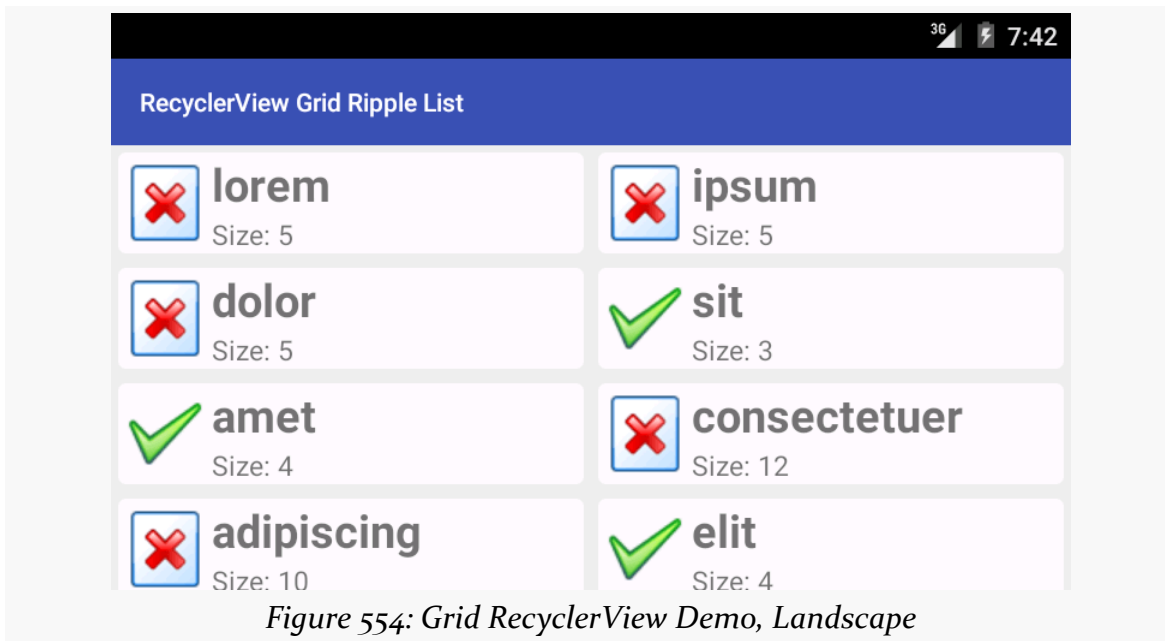 3G 7:42
RecyclerView Grid Ripple List
lorem
Size: 5
ipsum
Size: 5
dolor
Size: 5
sit
Size: 3
amet
Size: 4
consectetuer
Size: 12
adipiscing
Size: 10
elit
Size: 4
Figure 554: Grid RecyclerView Demo, Landscape